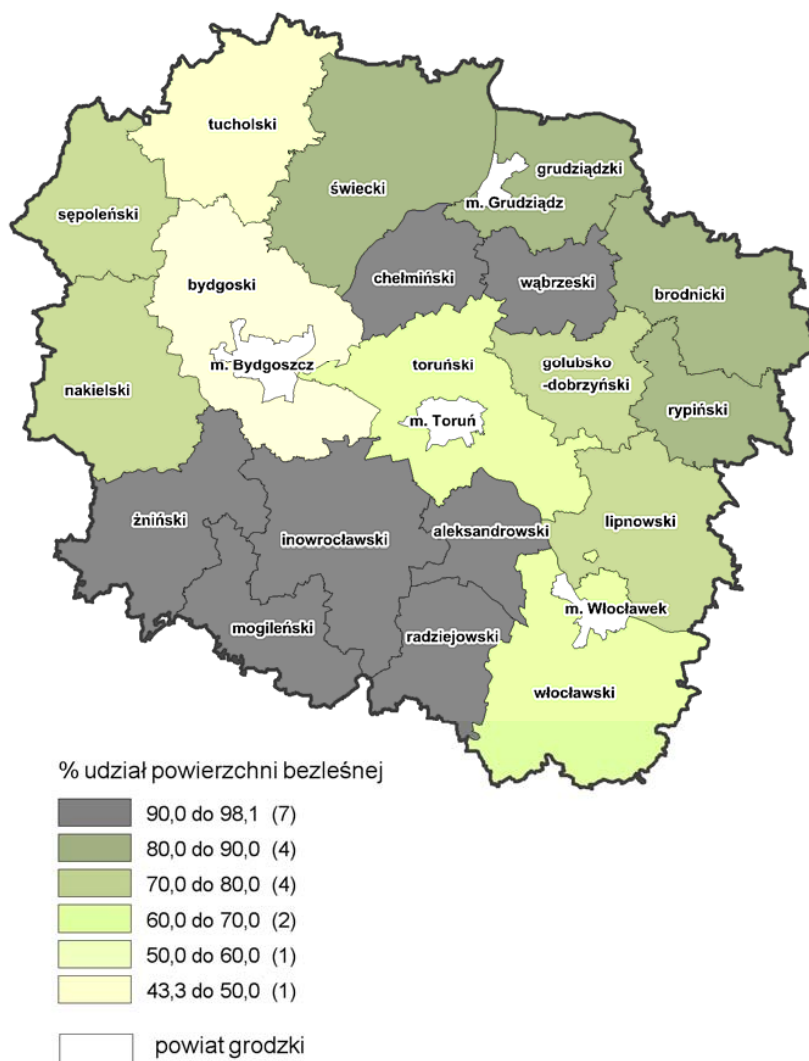 tucholski
grudziądzki
świecki
m. Grudziądz
sępoleński
chełmiński
wąbrzeski
bydgoski
brodnicki
m. Bydgoszcz
toruński
golubsko
-dobrzyński
nakielski
rypiński
m. Toruń
żniński
lipnowski
inowrocławski
aleksandrowski
m. Włocławek
mogileński
radziejowski
włocławski
% udział powierzchni bezleśnej
90,0 do 98,1 (7)
80,0 do 90,0 (4)
70,0 do 80,0 (4)
60,0 do 70,0 (2)
50,0 do 60,0 (1)
43,3 do 50,0 (1)
powiat grodzki